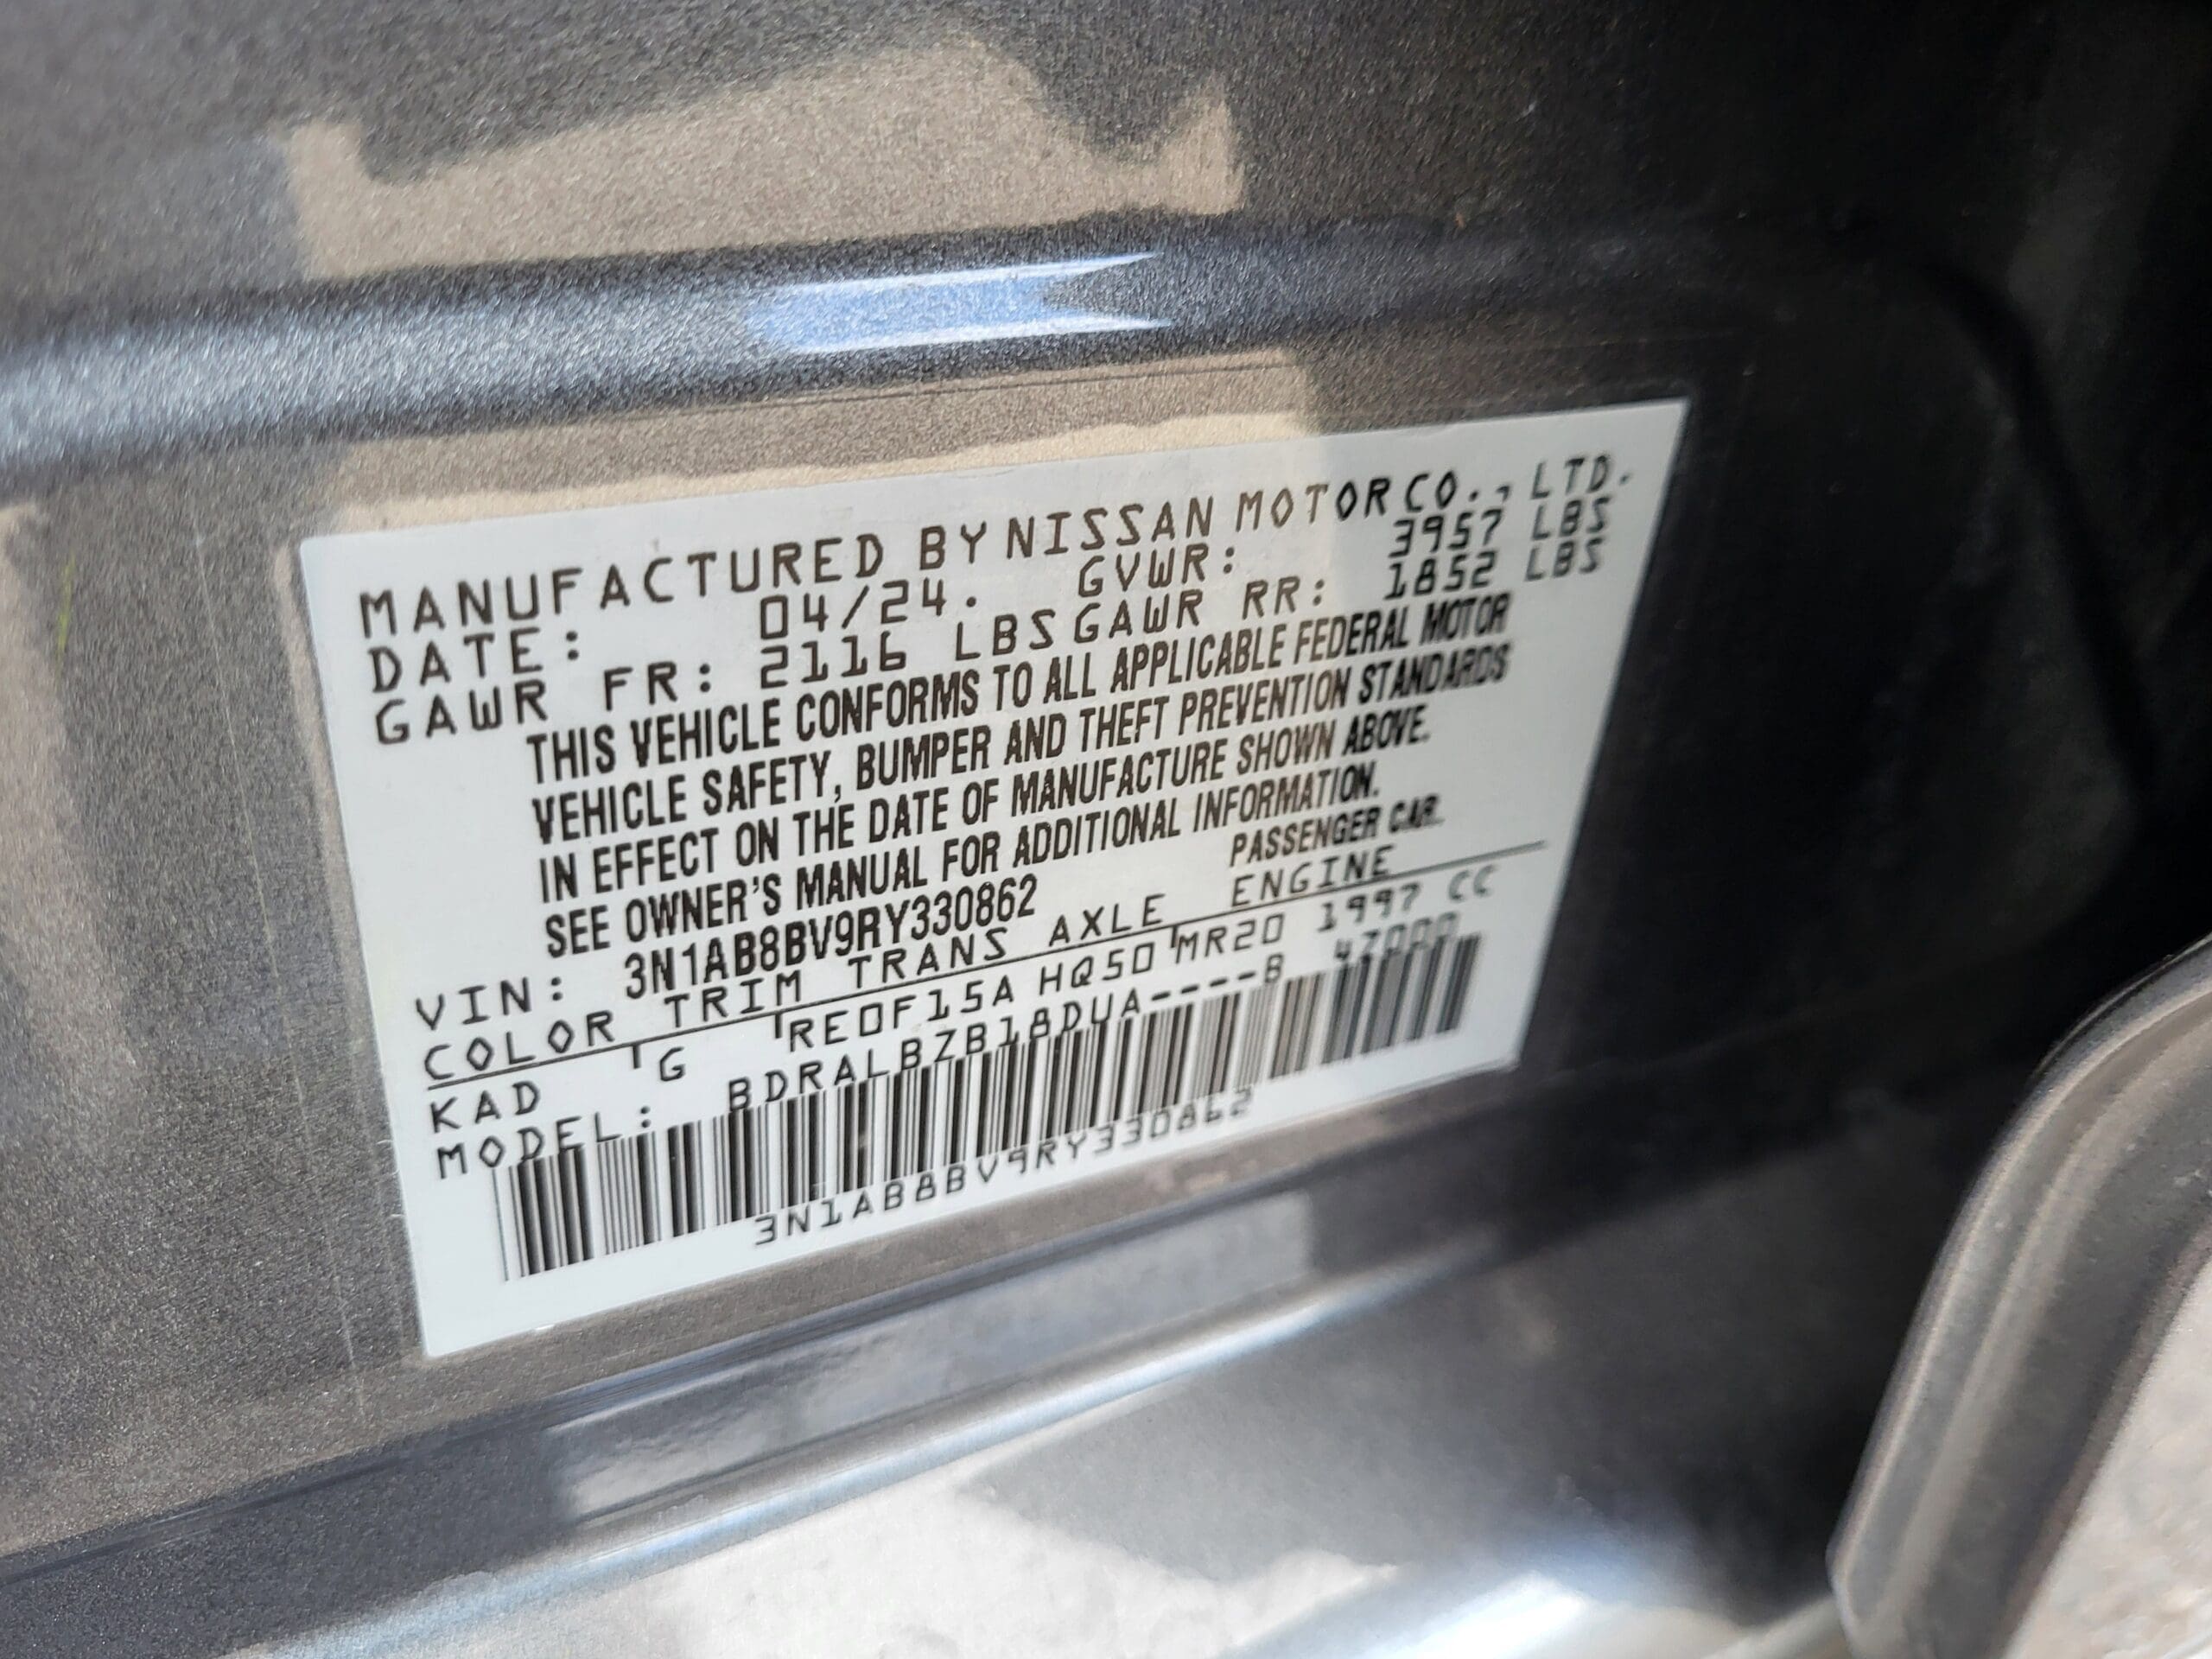 MANUFACTURED BY NISSAN MOTOR CO., LTD.
DATE: 04/24. GVWR: 3957 LBS
GAWR FR: 2116 LBS GAWR RR: 1852 LBS
THIS VEHICLE CONFORMS TO ALL APPLICABLE FEDERAL MOTOR
VEHICLE SAFETY, BUMPER AND THEFT PREVENTION STANDARDS
IN EFFECT ON THE DATE OF MANUFACTURE SHOWN ABOVE.
SEE OWNER'S MANUAL FOR ADDITIONAL INFORMATION.
VIN: 3N1AB8BV9RY330862 PASSENGER CAR.
COLOR TRIM TRANS AXLE ENGINE
KAD G RE0F15A HQ50 MR20 1997 CC
MODEL: BDRALBZB18DUA----B
3N1AB8BV9RY330862